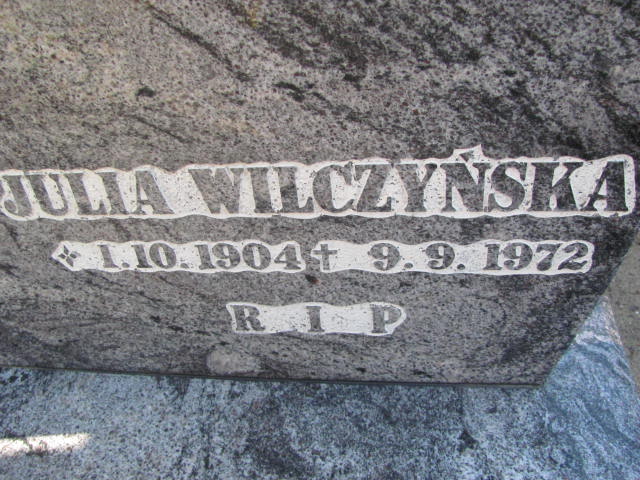 JULIA WILCZYŃSKA
✢ 1.10.1904 † 9.9.1972
R I P